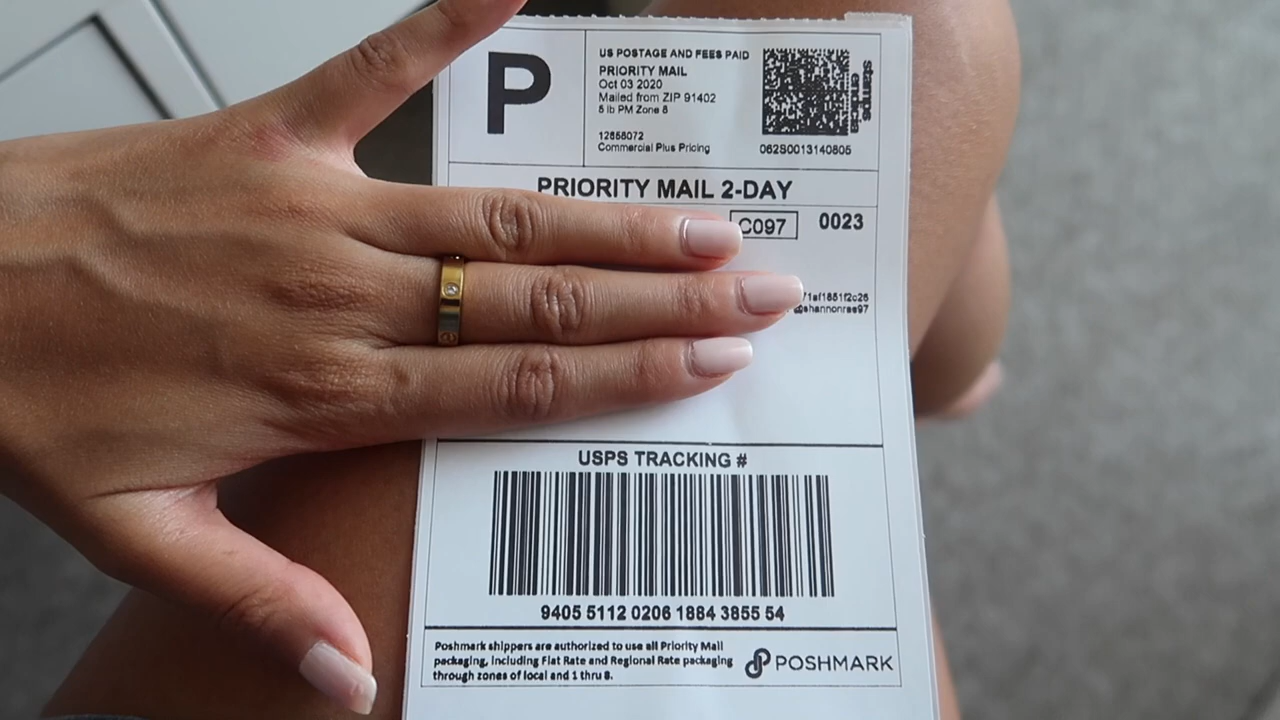 P
US POSTAGE AND FEES PAID
PRIORITY MAIL
Oct 03 2020
Mailed from ZIP 91402
5 lb PM Zone 8
12658072
Commercial Plus Pricing
062S0013140805
PRIORITY MAIL 2-DAY
C097
0023
@shannonrae97
USPS TRACKING #
9405 5112 0206 1884 3855 54
Poshmark shippers are authorized to use all Priority Mail
packaging, including Flat Rate and Regional Rate packaging
through zones of local and 1 thru 8.
POSHMARK